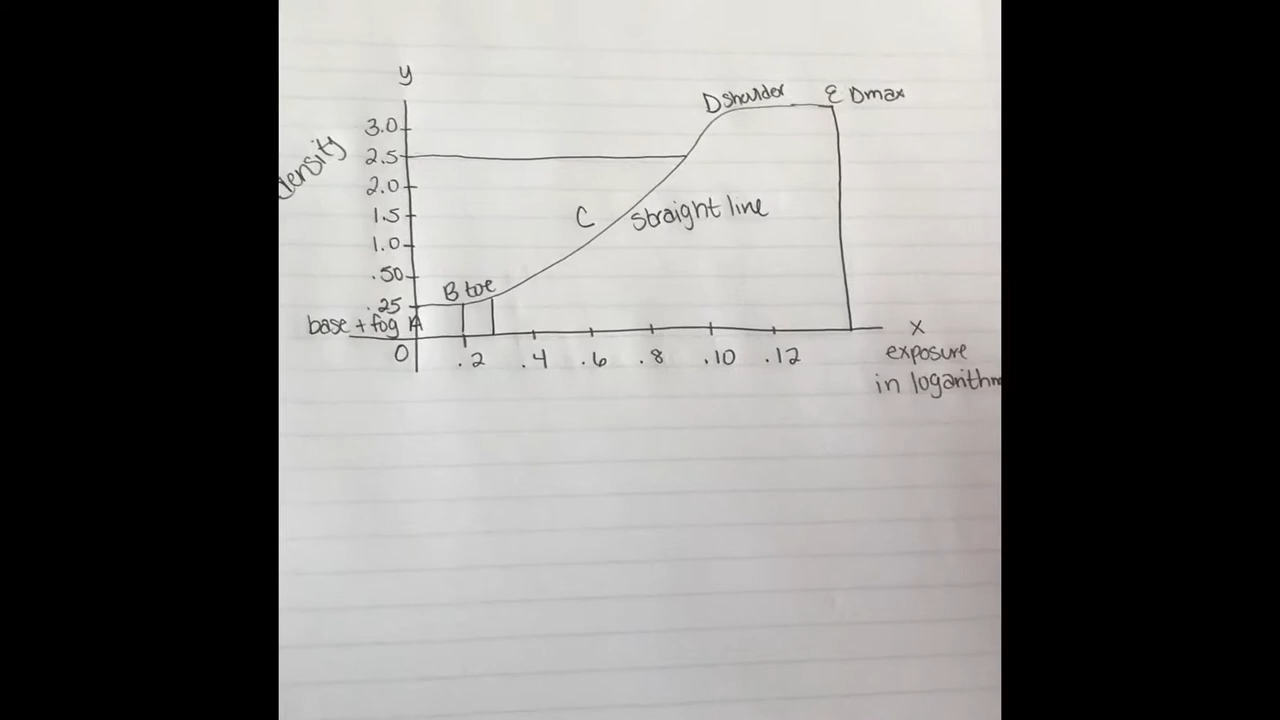 y
D shoulder
E Dmax
3.0
density
2.5
2.0
C
straight line
1.5
1.0
.50
B toe
.25
base + fog A
0
.2
.4
.6
.8
.10
.12
x
exposure
in logarithm